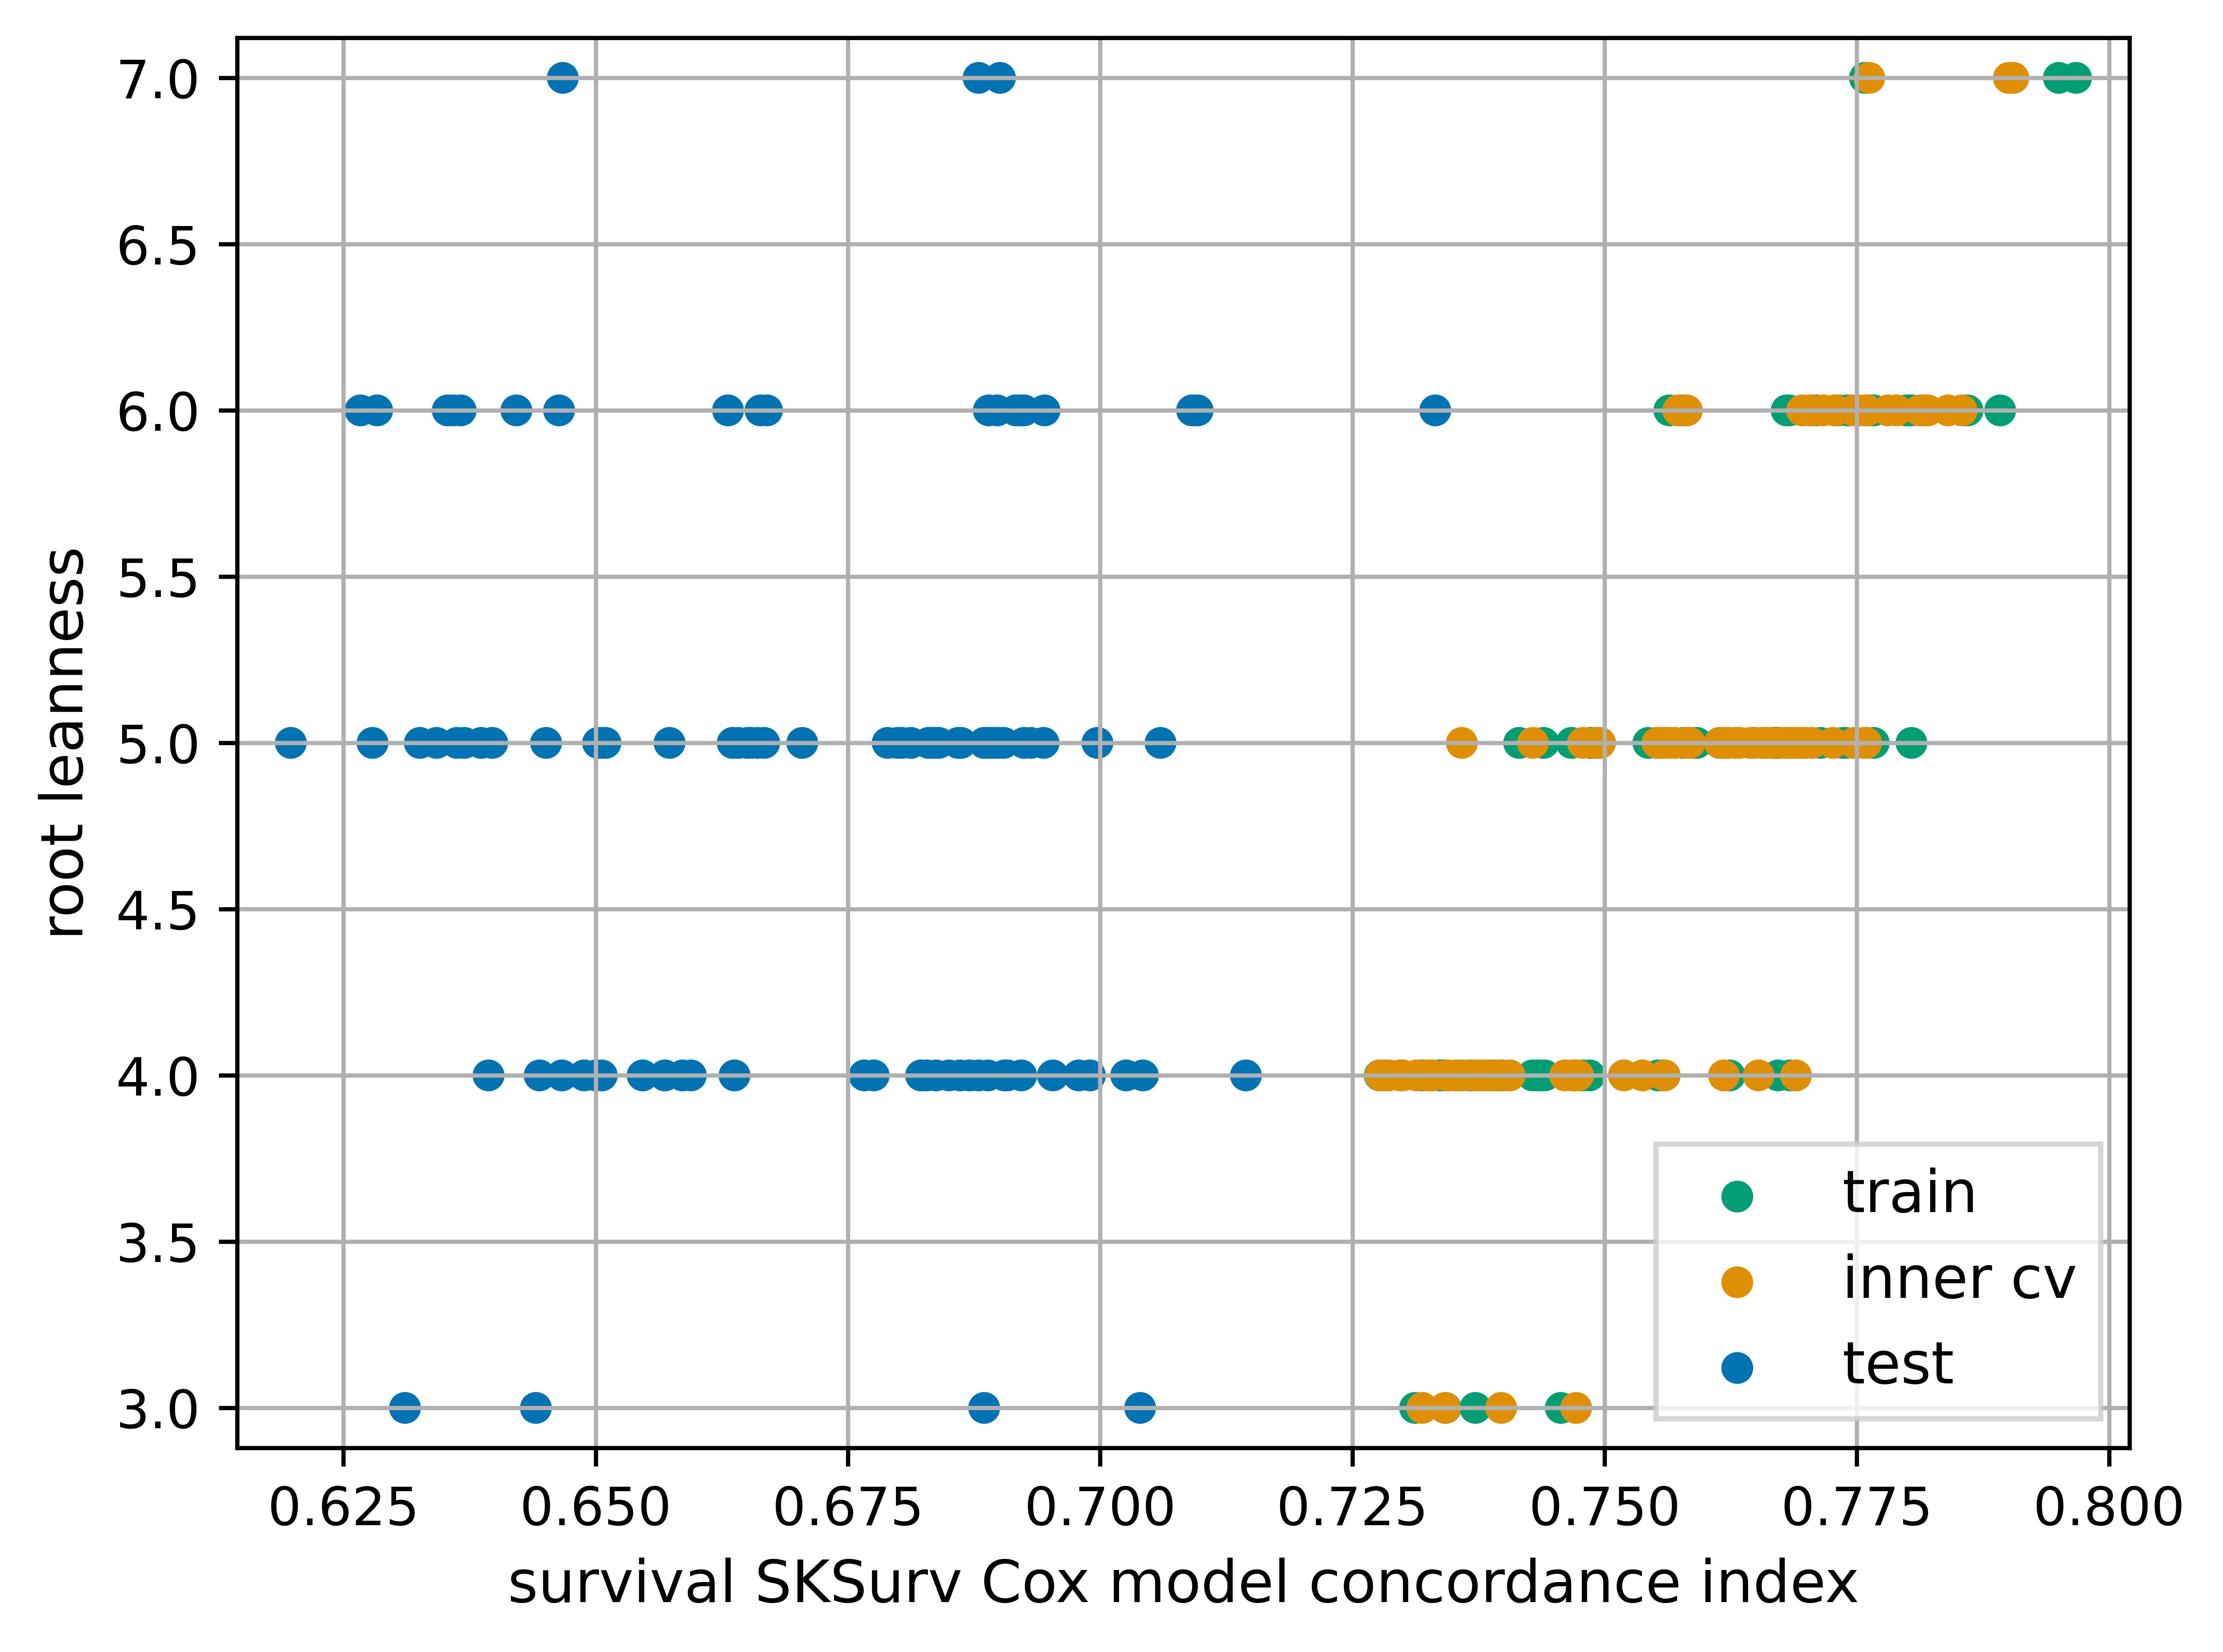 7.0
6.5
6.0
5.5
5.0
4.5
4.0
3.5
3.0
root leanness
train
inner cv
test
0.625 0.650 0.675 0.700 0.725 0.750 0.775 0.800
survival SKSurv Cox model concordance index